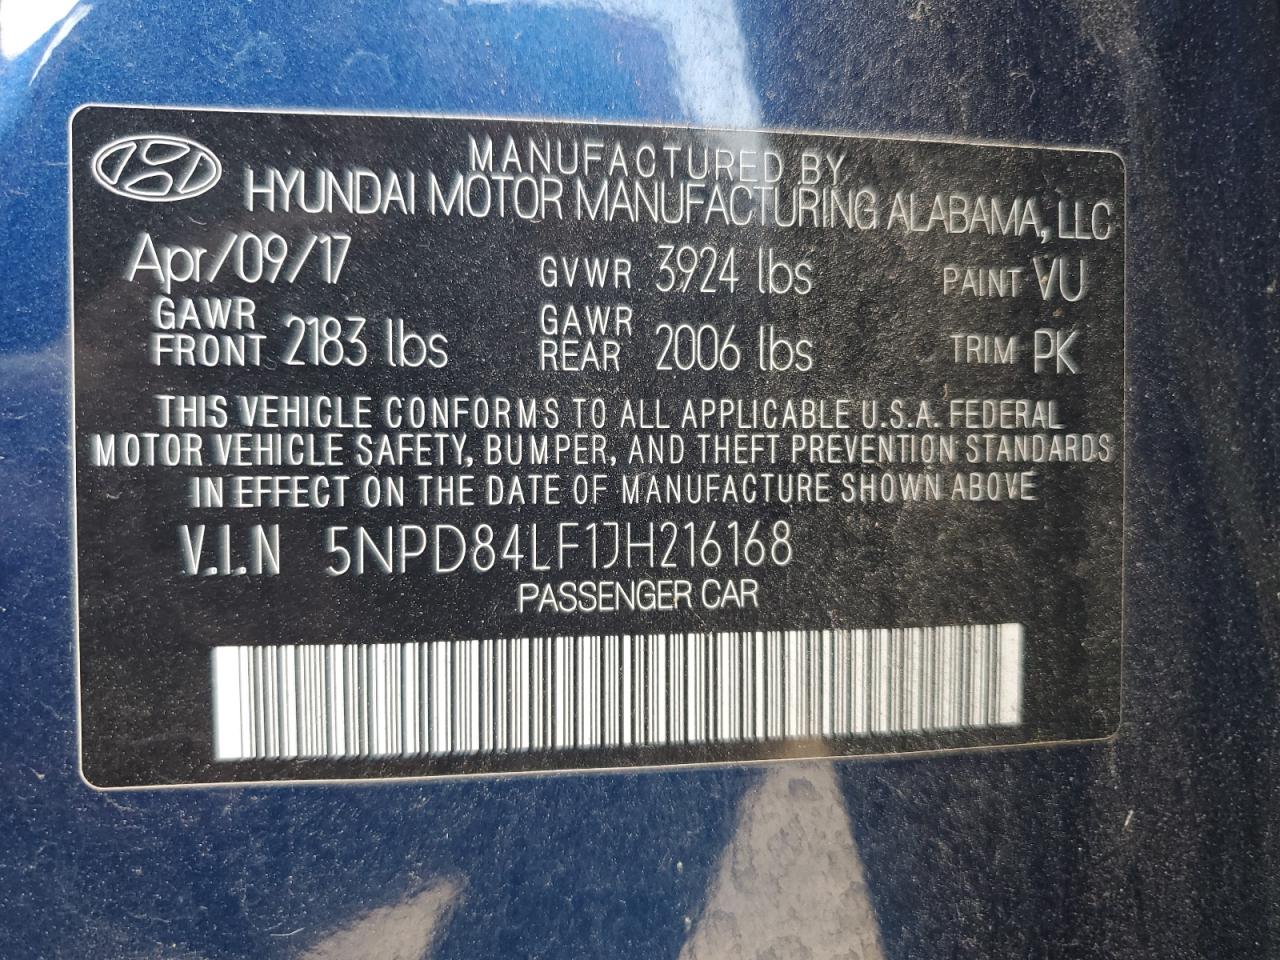 MANUFACTURED BY
HYUNDAI MOTOR MANUFACTURING ALABAMA, LLC
Apr/09/17 GVWR 3924 lbs PAINT VU
GAWR FRONT 2183 lbs GAWR REAR 2006 lbs TRIM PK
THIS VEHICLE CONFORMS TO ALL APPLICABLE U.S.A. FEDERAL
MOTOR VEHICLE SAFETY, BUMPER, AND THEFT PREVENTION STANDARDS
IN EFFECT ON THE DATE OF MANUFACTURE SHOWN ABOVE
V.I.N 5NPD84LF1JH216168
PASSENGER CAR